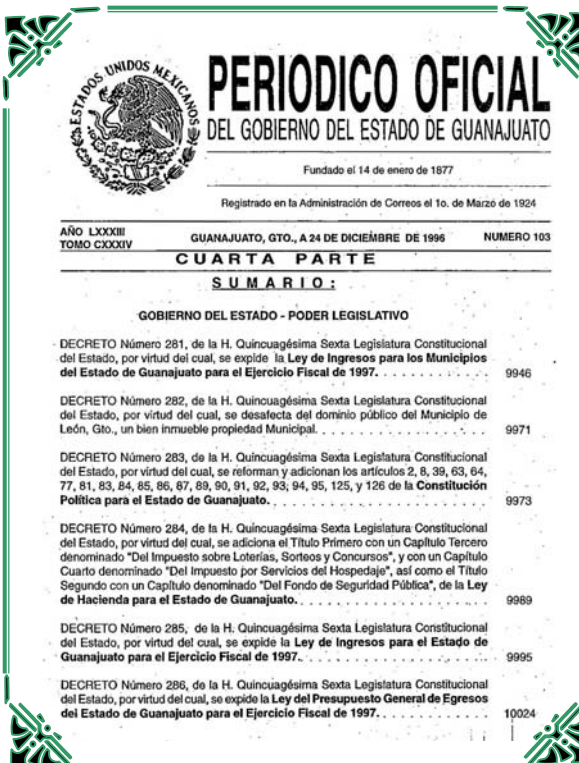 ESTADOS UNIDOS MEXICANOS
PERIODICO OFICIAL
DEL GOBIERNO DEL ESTADO DE GUANAJUATO
Fundado el 14 de enero de 1877
Registrado en la Administración de Correos el 1o. de Marzo de 1924
AÑO LXXXIII
TOMO CXXXIV
GUANAJUATO, GTO., A 24 DE DICIEMBRE DE 1996
NUMERO 103
CUARTA PARTE
SUMARIO:
GOBIERNO DEL ESTADO - PODER LEGISLATIVO
DECRETO Número 281, de la H. Quincuagésima Sexta Legislatura Constitucional
del Estado, por virtud del cual, se expide la Ley de Ingresos para los Municipios
del Estado de Guanajuato para el Ejercicio Fiscal de 1997. . . . . . . . . . . . . 9946
DECRETO Número 282, de la H. Quincuagésima Sexta Legislatura Constitucional
del Estado, por virtud del cual, se desafecta del dominio público del Municipio de
León, Gto., un bien inmueble propiedad Municipal. . . . . . . . . . . . . . . . . . 9971
DECRETO Número 283, de la H. Quincuagésima Sexta Legislatura Constitucional
del Estado, por virtud del cual, se reforman y adicionan los artículos 2, 8, 39, 63, 64,
77, 81, 83, 84, 85, 86, 87, 89, 90, 91, 92, 93, 94, 95, 125, y 126 de la Constitución
Política para el Estado de Guanajuato. . . . . . . . . . . . . . . . . . . . . . . . 9973
DECRETO Número 284, de la H. Quincuagésima Sexta Legislatura Constitucional
del Estado, por virtud del cual, se adiciona el Título Primero con un Capítulo Tercero
denominado "Del Impuesto sobre Loterías, Sorteos y Concursos", y con un Capítulo
Cuarto denominado "Del Impuesto por Servicios del Hospedaje", así como el Título
Segundo con un Capítulo denominado "Del Fondo de Seguridad Pública", de la Ley
de Hacienda para el Estado de Guanajuato. . . . . . . . . . . . . . . . . . . . . . 9989
DECRETO Número 285, de la H. Quincuagésima Sexta Legislatura Constitucional
del Estado, por virtud del cual, se expide la Ley de Ingresos para el Estado de
Guanajuato para el Ejercicio Fiscal de 1997. . . . . . . . . . . . . . . . . . . . . 9995
DECRETO Número 286, de la H. Quincuagésima Sexta Legislatura Constitucional
del Estado, por virtud del cual, se expide la Ley del Presupuesto General de Egresos
del Estado de Guanajuato para el Ejercicio Fiscal de 1997. . . . . . . . . . . . . 10024